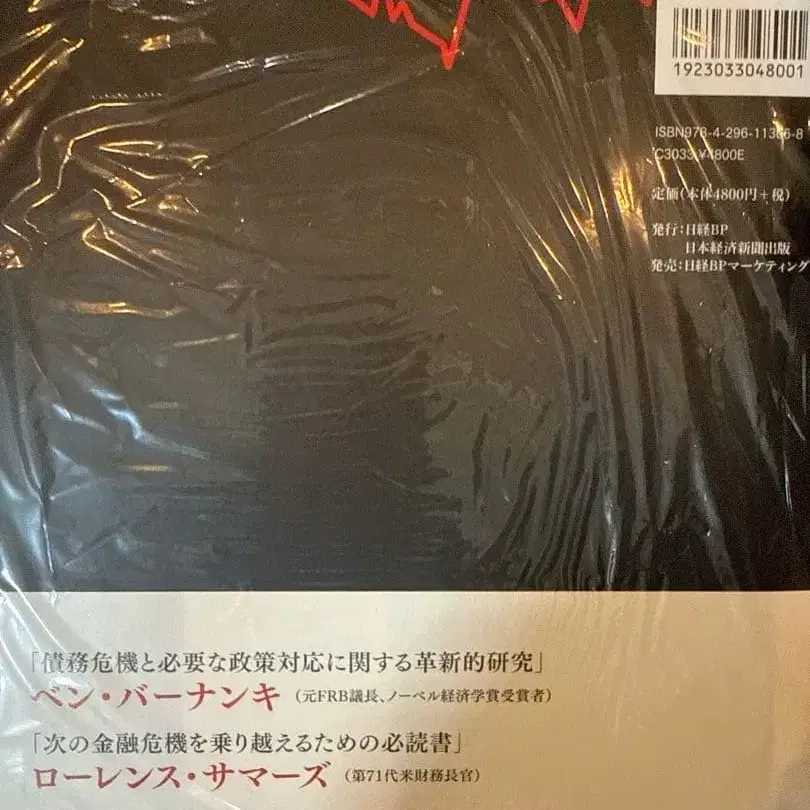 1923033048001
C3033 ¥4800E
定価(本体4800円+税)
発行:日経BP
日本経済新聞出版
発売:日経BPマーケティング
「債務危機と必要な政策対応に関する革新的研究」
ベン・バーナンキ(元FRB議長、ノーベル経済学賞受賞者)
「次の金融危機を乗り越えるための必読書」
ローレンス・サマーズ(第71代米財務長官)